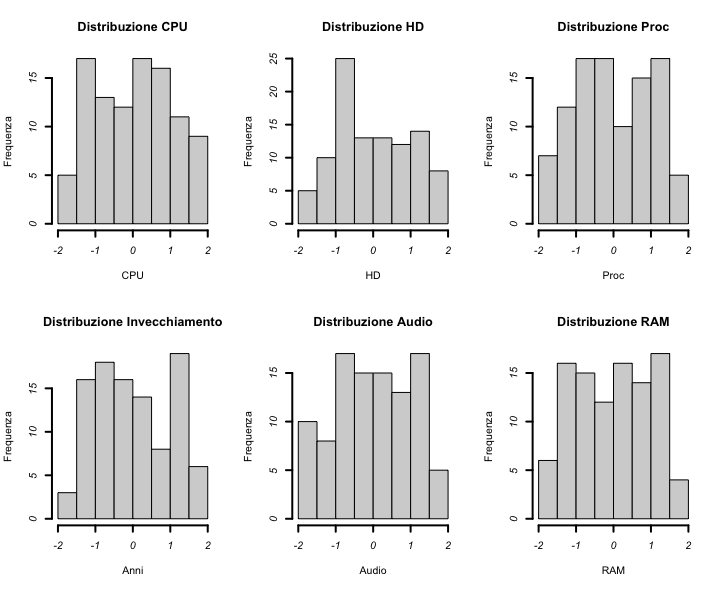 Distribuzione CPU
Frequenza
0 5 10 15
-2 -1 0 1 2
CPU
Distribuzione HD
Frequenza
0 5 10 15 20 25
-2 -1 0 1 2
HD
Distribuzione Proc
Frequenza
0 5 10 15
-2 -1 0 1 2
Proc
Distribuzione Invecchiamento
Frequenza
0 5 10 15
-2 -1 0 1 2
Anni
Distribuzione Audio
Frequenza
0 5 10 15
-2 -1 0 1 2
Audio
Distribuzione RAM
Frequenza
0 5 10 15
-2 -1 0 1 2
RAM